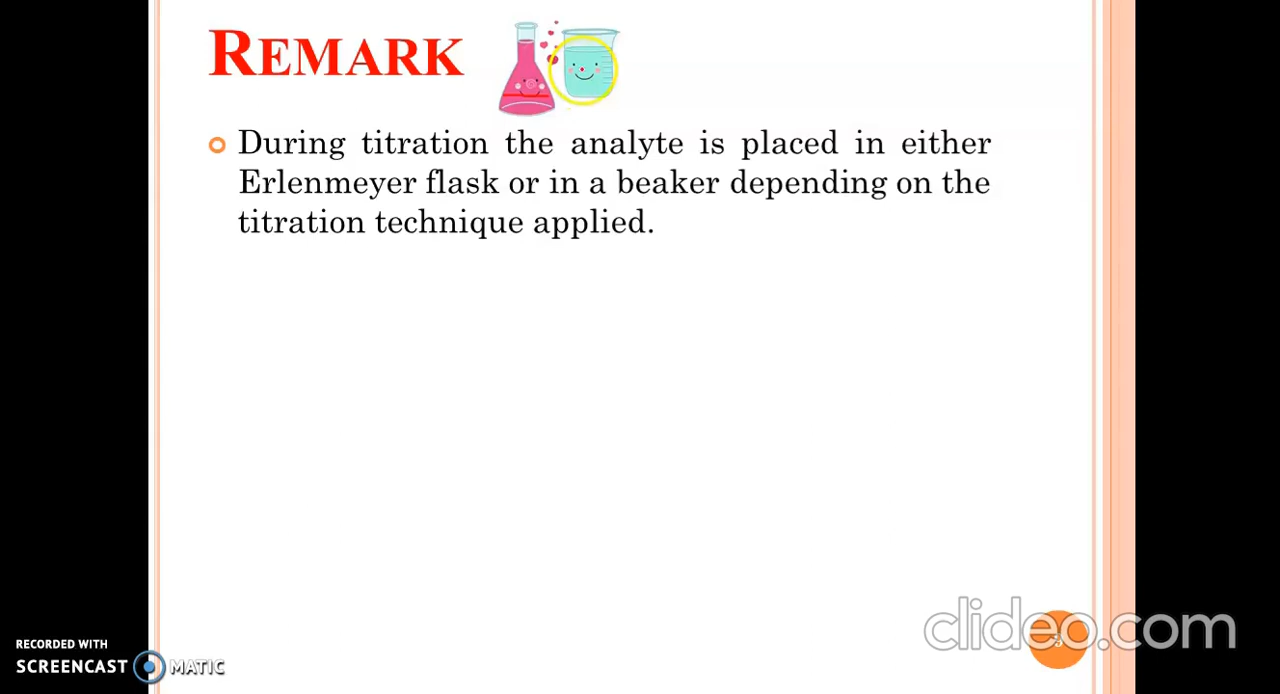 REMARK
During titration the analyte is placed in either
Erlenmeyer flask or in a beaker depending on the
titration technique applied.
clideo.com
RECORDED WITH
SCREENCAST MATIC